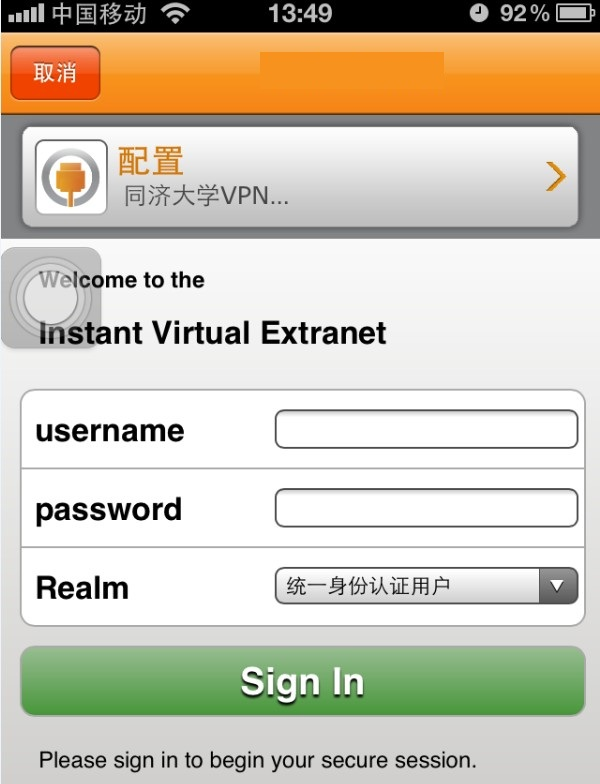 中国移动 13:49 92%
取消
配置
同济大学VPN...
Welcome to the
Instant Virtual Extranet
username
password
Realm 统一身份认证用户
Sign In
Please sign in to begin your secure session.